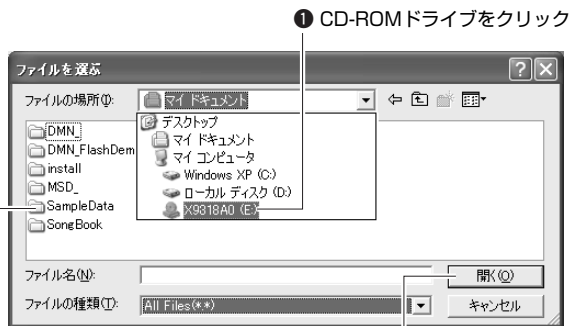 ❶ CD-ROMドライブをクリック
ファイルを選ぶ
ファイルの場所(I):
マイ ドキュメント
デスクトップ
マイ ドキュメント
マイ コンピュータ
Windows XP (C:)
ローカル ディスク (D:)
X9318A0 (E:)
DMN_
DMN_FlashDem
install
MSD_
SampleData
SongBook
ファイル名(N):
開く(O)
ファイルの種類(T):
All Files(*.*)
キャンセル